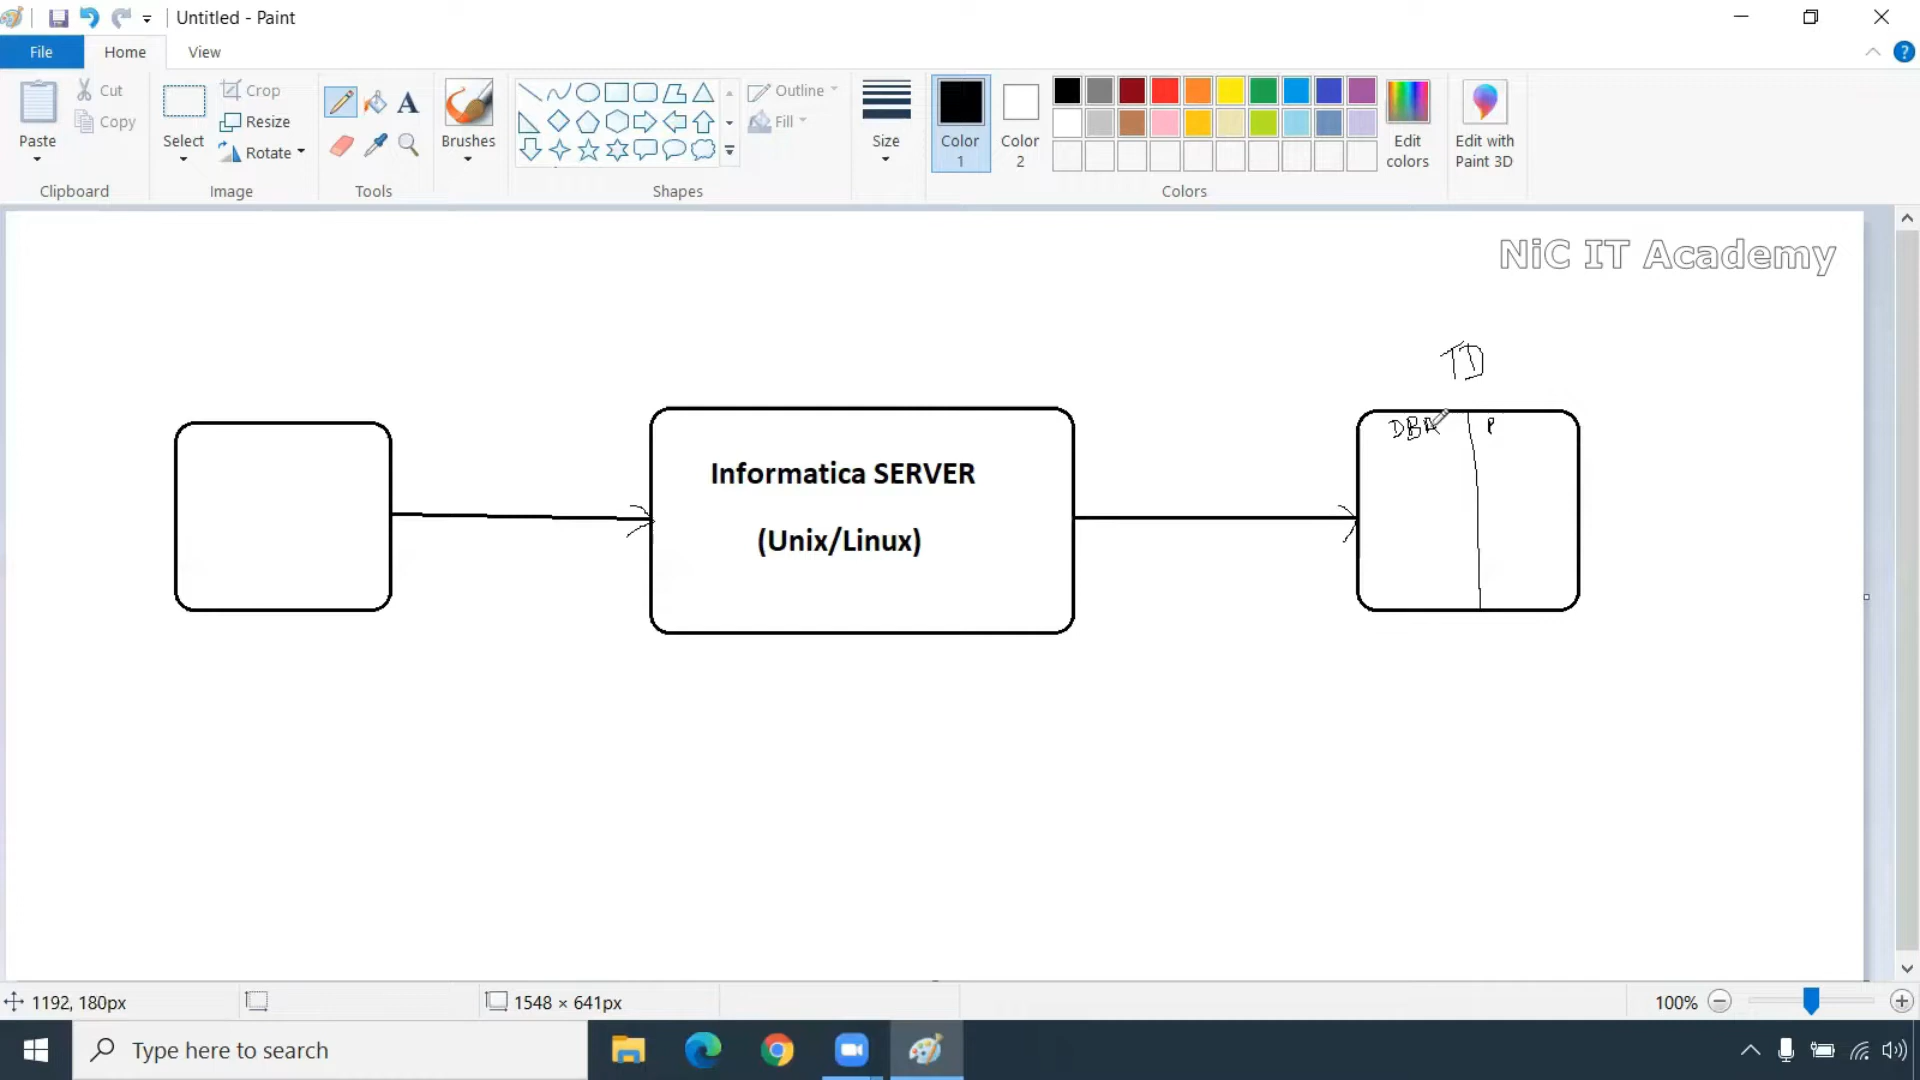 Untitled - Paint
File Home View
Paste
Cut
Copy
Clipboard
Select
Crop
Resize
Rotate
Image
Tools
Brushes
Shapes
Outline
Fill
Size
Color 1
Color 2
Colors
Edit colors
Edit with Paint 3D
NiC IT Academy
TD
DBA P
Informatica SERVER
(Unix/Linux)
1192, 180px
1548 × 641px
100%
Type here to search